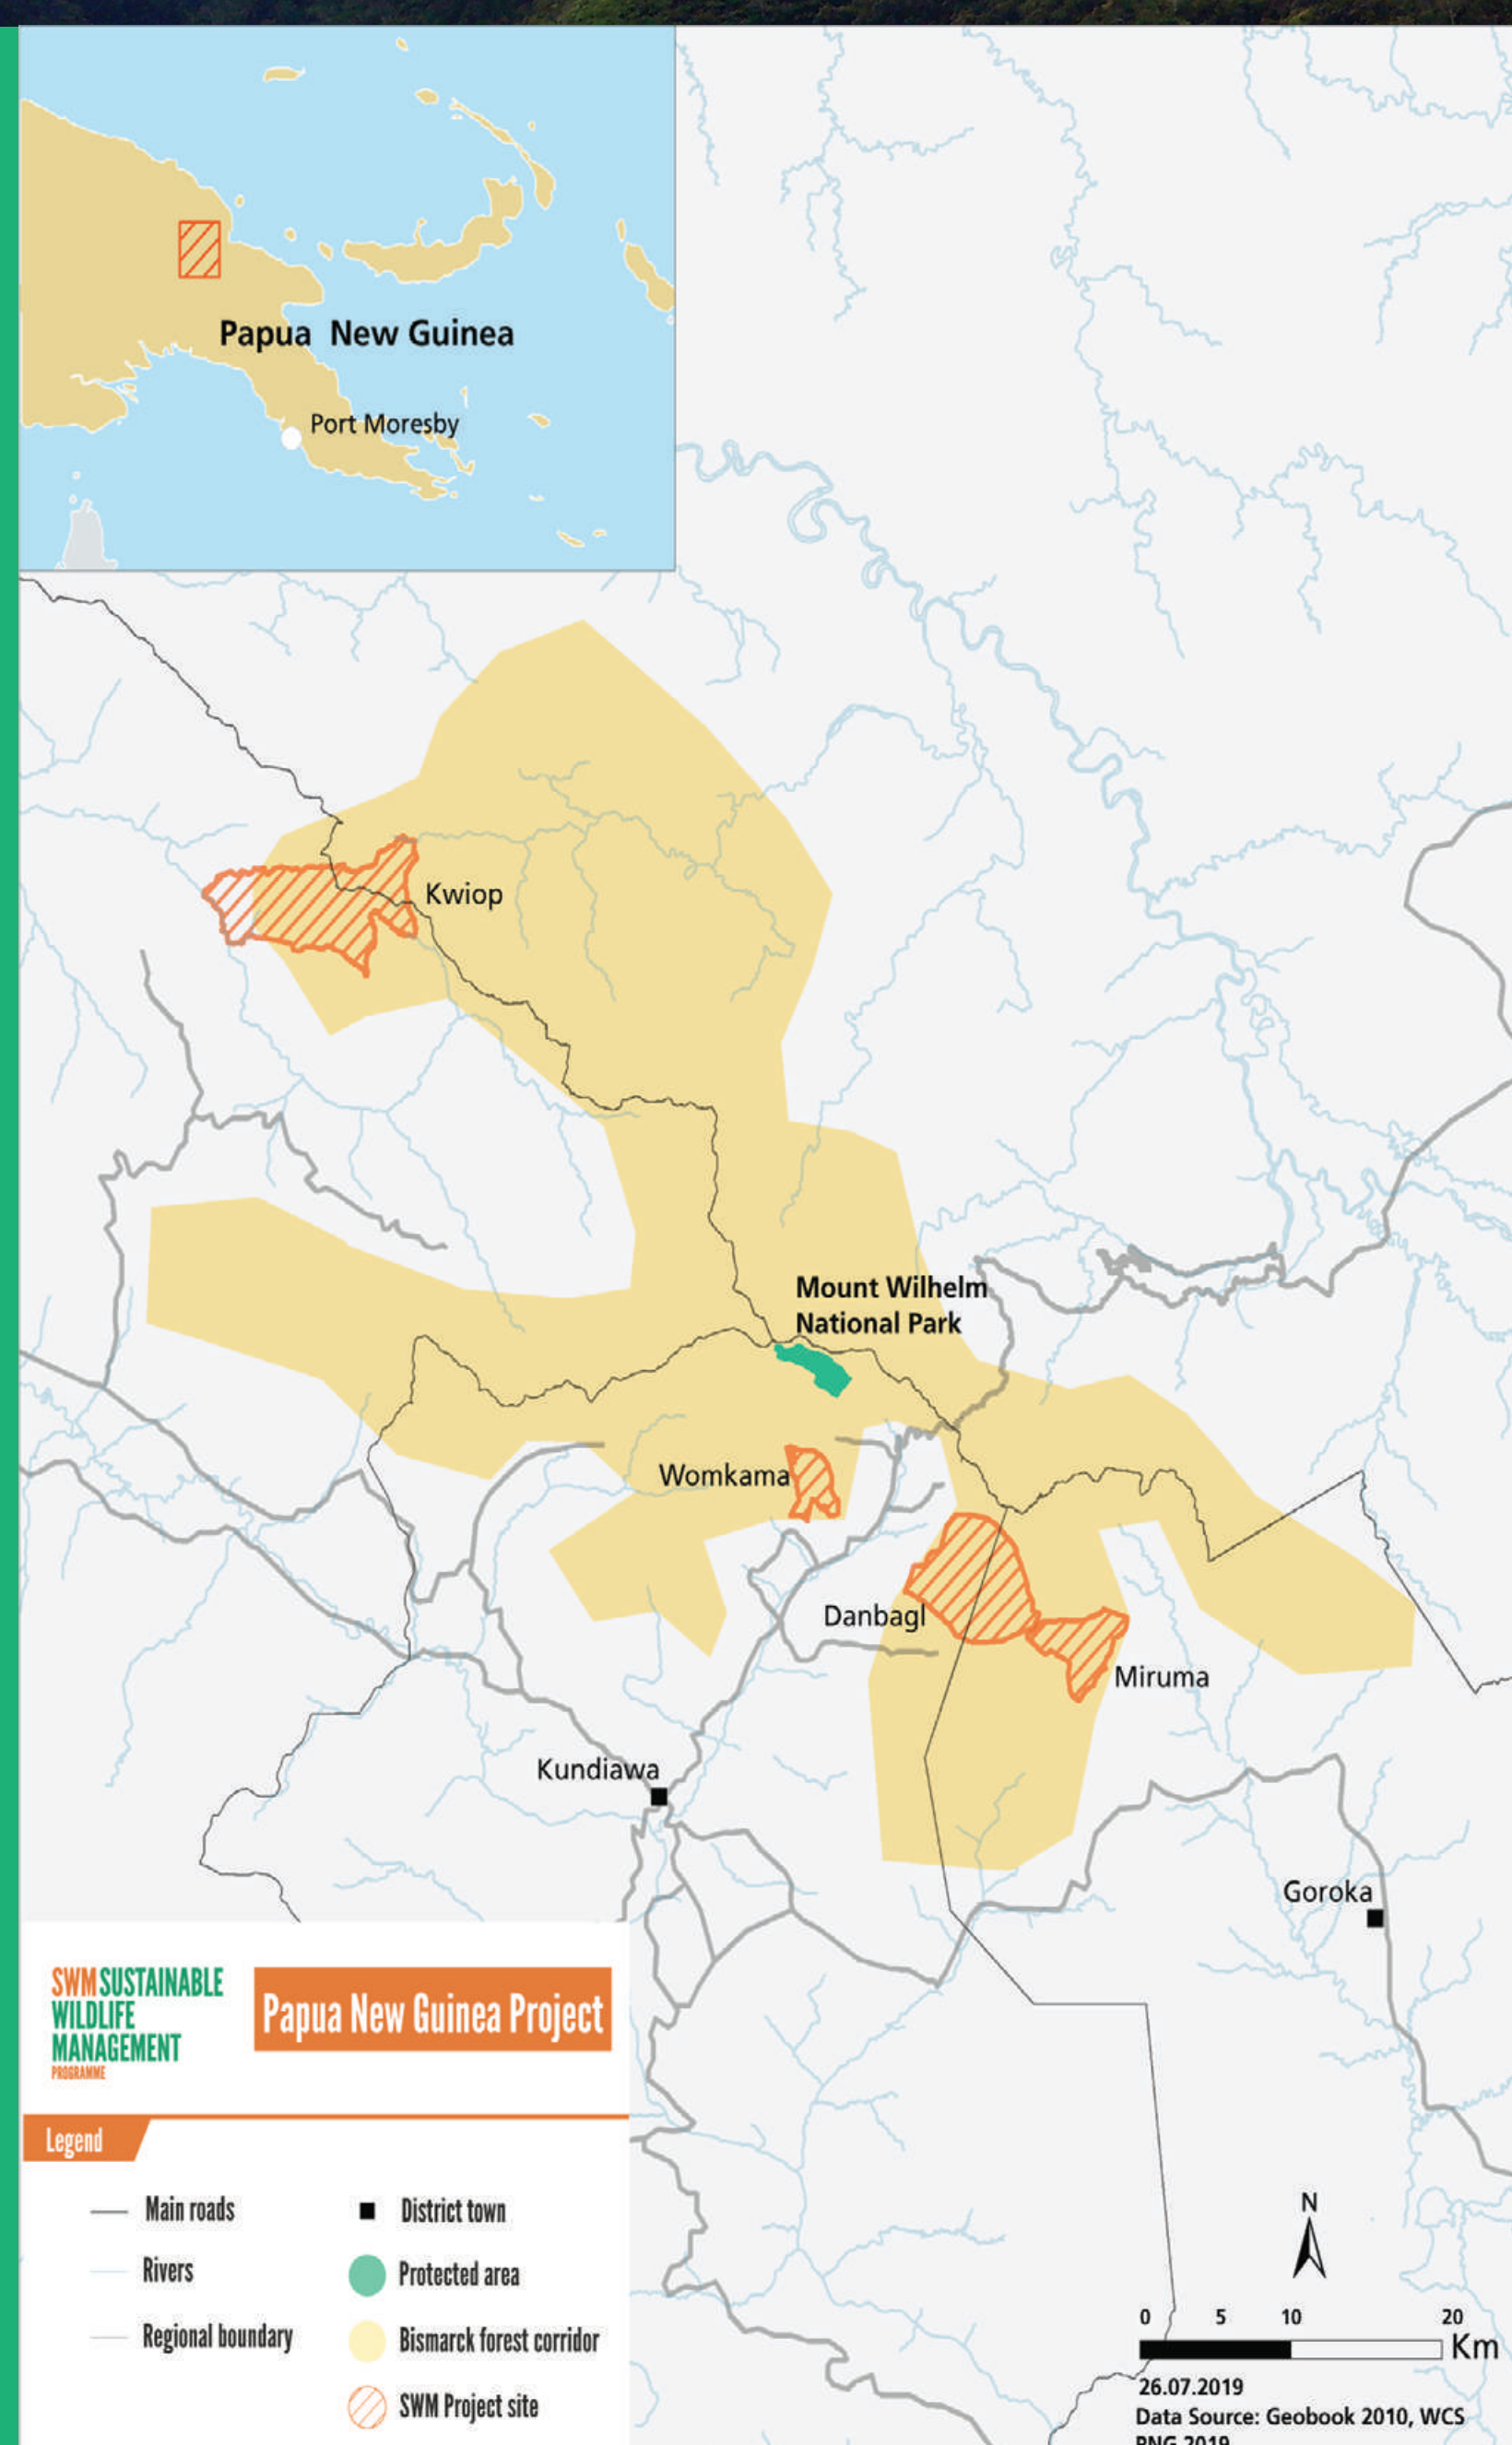 Papua New Guinea
Port Moresby
Kwiop
Mount Wilhelm
National Park
Womkama
Danbagl
Miruma
Kundiawa
Goroka
SWM SUSTAINABLE
WILDLIFE
MANAGEMENT
PROGRAMME
Papua New Guinea Project
Legend
Main roads
District town
Rivers
Protected area
Regional boundary
Bismarck forest corridor
SWM Project site
N
0 5 10 20
Km
26.07.2019
Data Source: Geobook 2010, WCS
PNG 2019